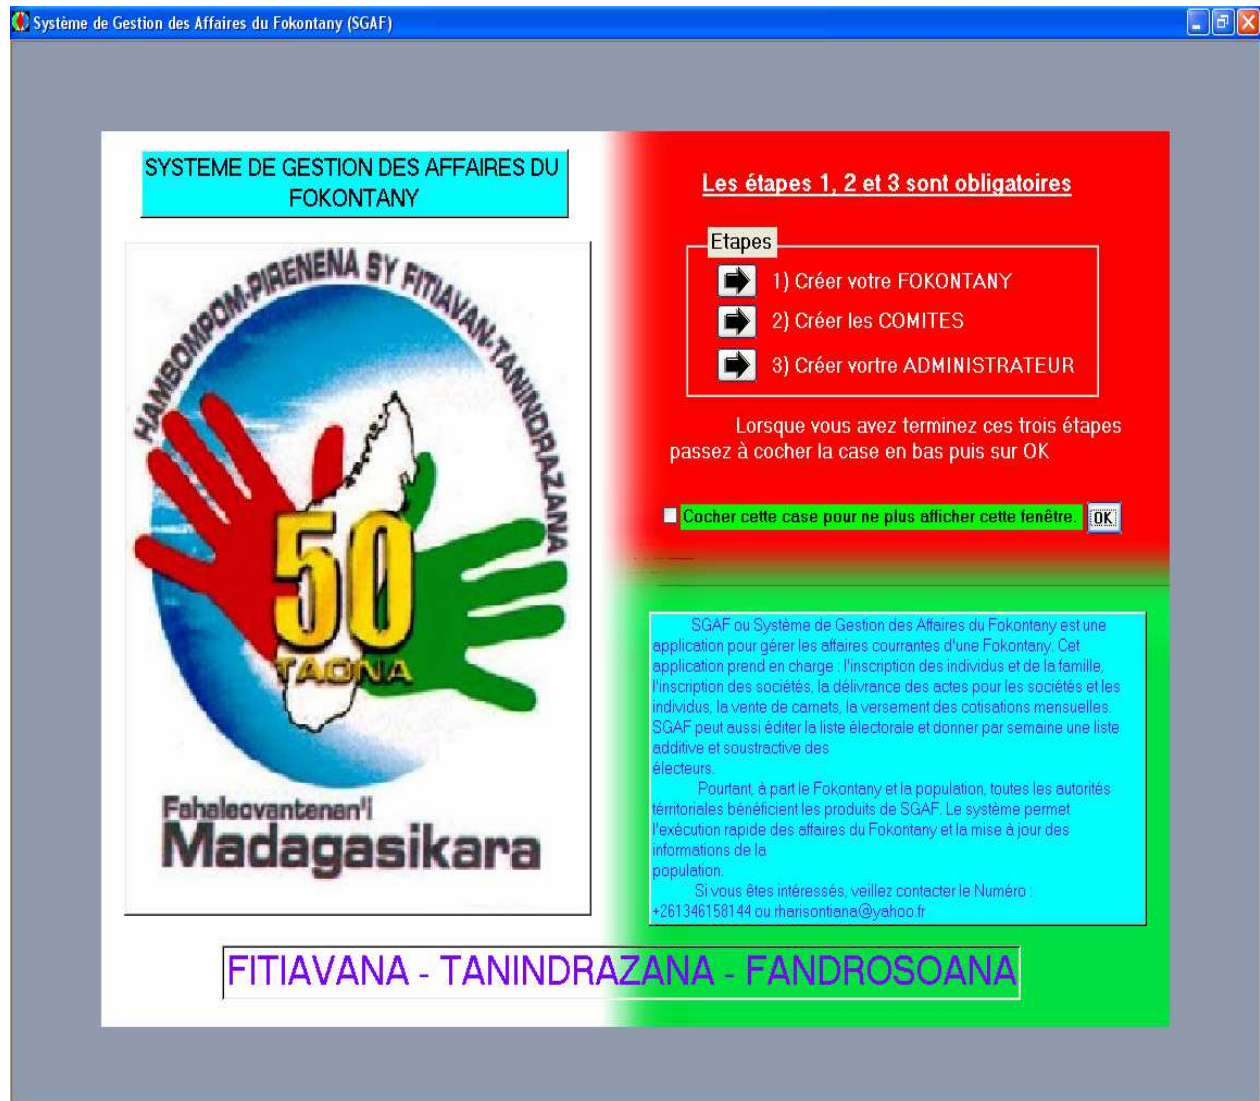 Système de Gestion des Affaires du Fokontany (SGAF)
SYSTEME DE GESTION DES AFFAIRES DU
FOKONTANY
HAMBOMPOM-PIRENENA SY FITIAVAN-TANINDRAZANA
50
TAONA
Fahaleovantenan'i
Madagasikara
Les étapes 1, 2 et 3 sont obligatoires
Etapes
1) Créer votre FOKONTANY
2) Créer les COMITES
3) Créer vortre ADMINISTRATEUR
Lorsque vous avez terminez ces trois étapes
passez à cocher la case en bas puis sur OK
Cocher cette case pour ne plus afficher cette fenêtre. OK
SGAF ou Système de Gestion des Affaires du Fokontany est une
application pour gérer les affaires courrantes d'une Fokontany. Cet
application prend en charge : l'inscription des individus et de la famille,
l'inscription des sociétés, la délivrance des actes pour les sociétés et les
individus, la vente de carnets, la versement des cotisations mensuelles.
SGAF peut aussi éditer la liste électorale et donner par semaine une liste
additive et soustractive des
électeurs.
Pourtant, à part le Fokontany et la population, toutes les autorités
térritoriales bénéficient les produits de SGAF. Le système permet
l'exécution rapide des affaires du Fokontany et la mise à jour des
informations de la
population.
Si vous êtes intéressés, veillez contacter le Numéro :
+261346158144 ou rharisontiana@yahoo.fr
FITIAVANA - TANINDRAZANA - FANDROSOANA